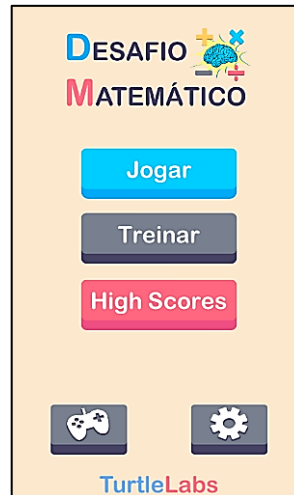 DESAFIO
MATEMÁTICO
Jogar
Treinar
High Scores
TurtleLabs